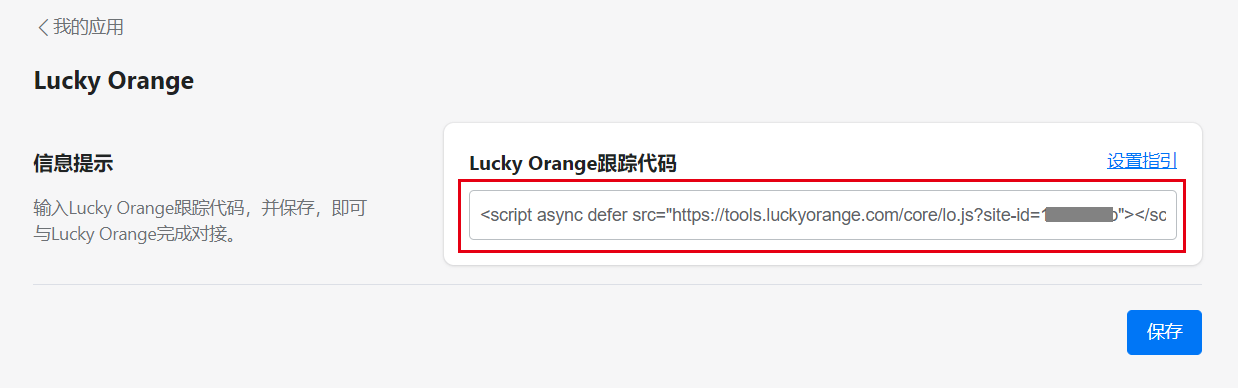 我的应用
Lucky Orange
信息提示
输入Lucky Orange跟踪代码，并保存，即可
与Lucky Orange完成对接。
Lucky Orange跟踪代码
设置指引
<script async defer src="https://tools.luckyorange.com/core/lo.js?site-id=1"></sc
保存